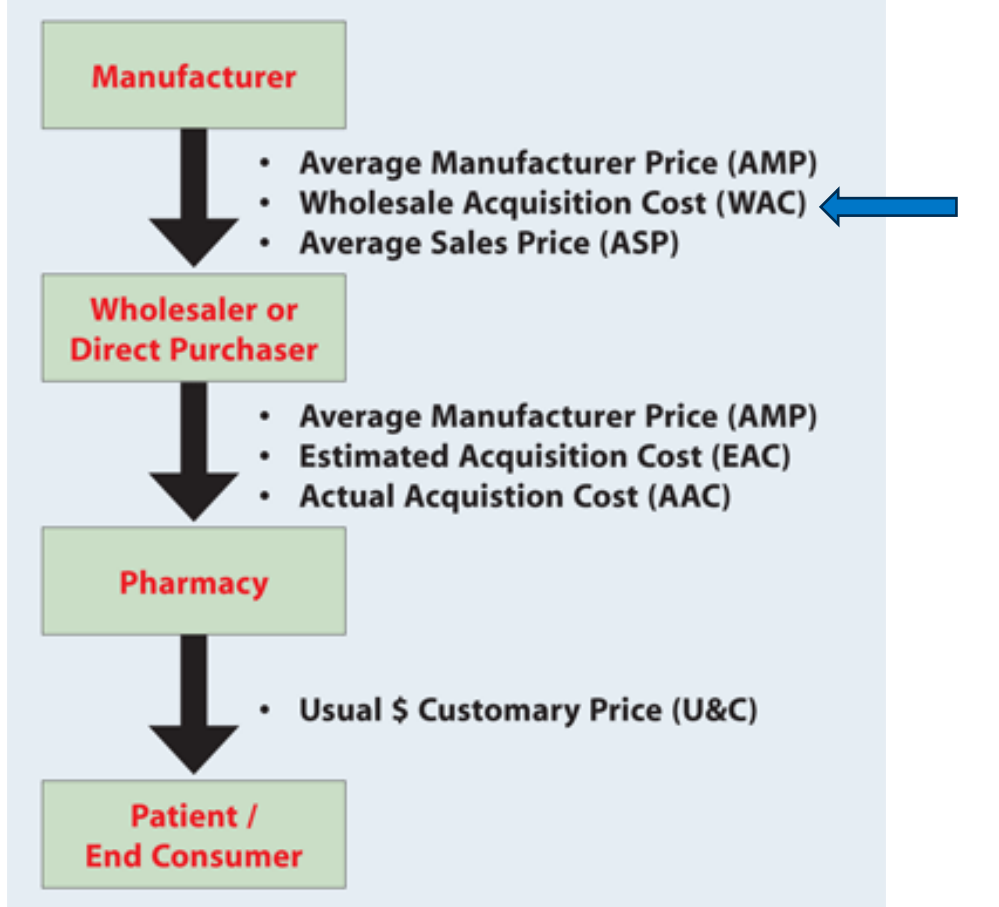 Manufacturer
• Average Manufacturer Price (AMP)
• Wholesale Acquisition Cost (WAC)
• Average Sales Price (ASP)
Wholesaler or
Direct Purchaser
• Average Manufacturer Price (AMP)
• Estimated Acquisition Cost (EAC)
• Actual Acquistion Cost (AAC)
Pharmacy
• Usual $ Customary Price (U&C)
Patient /
End Consumer